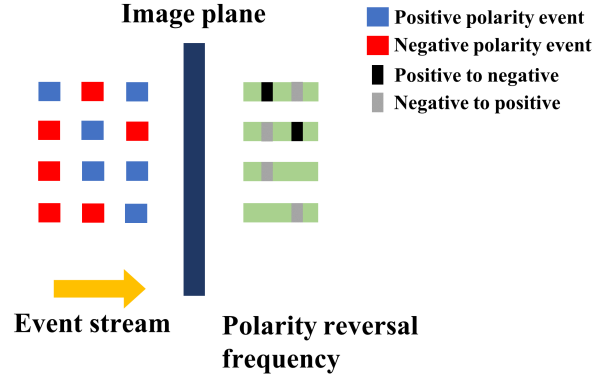 Image plane
Positive polarity event
Negative polarity event
Positive to negative
Negative to positive
Event stream
Polarity reversal
frequency